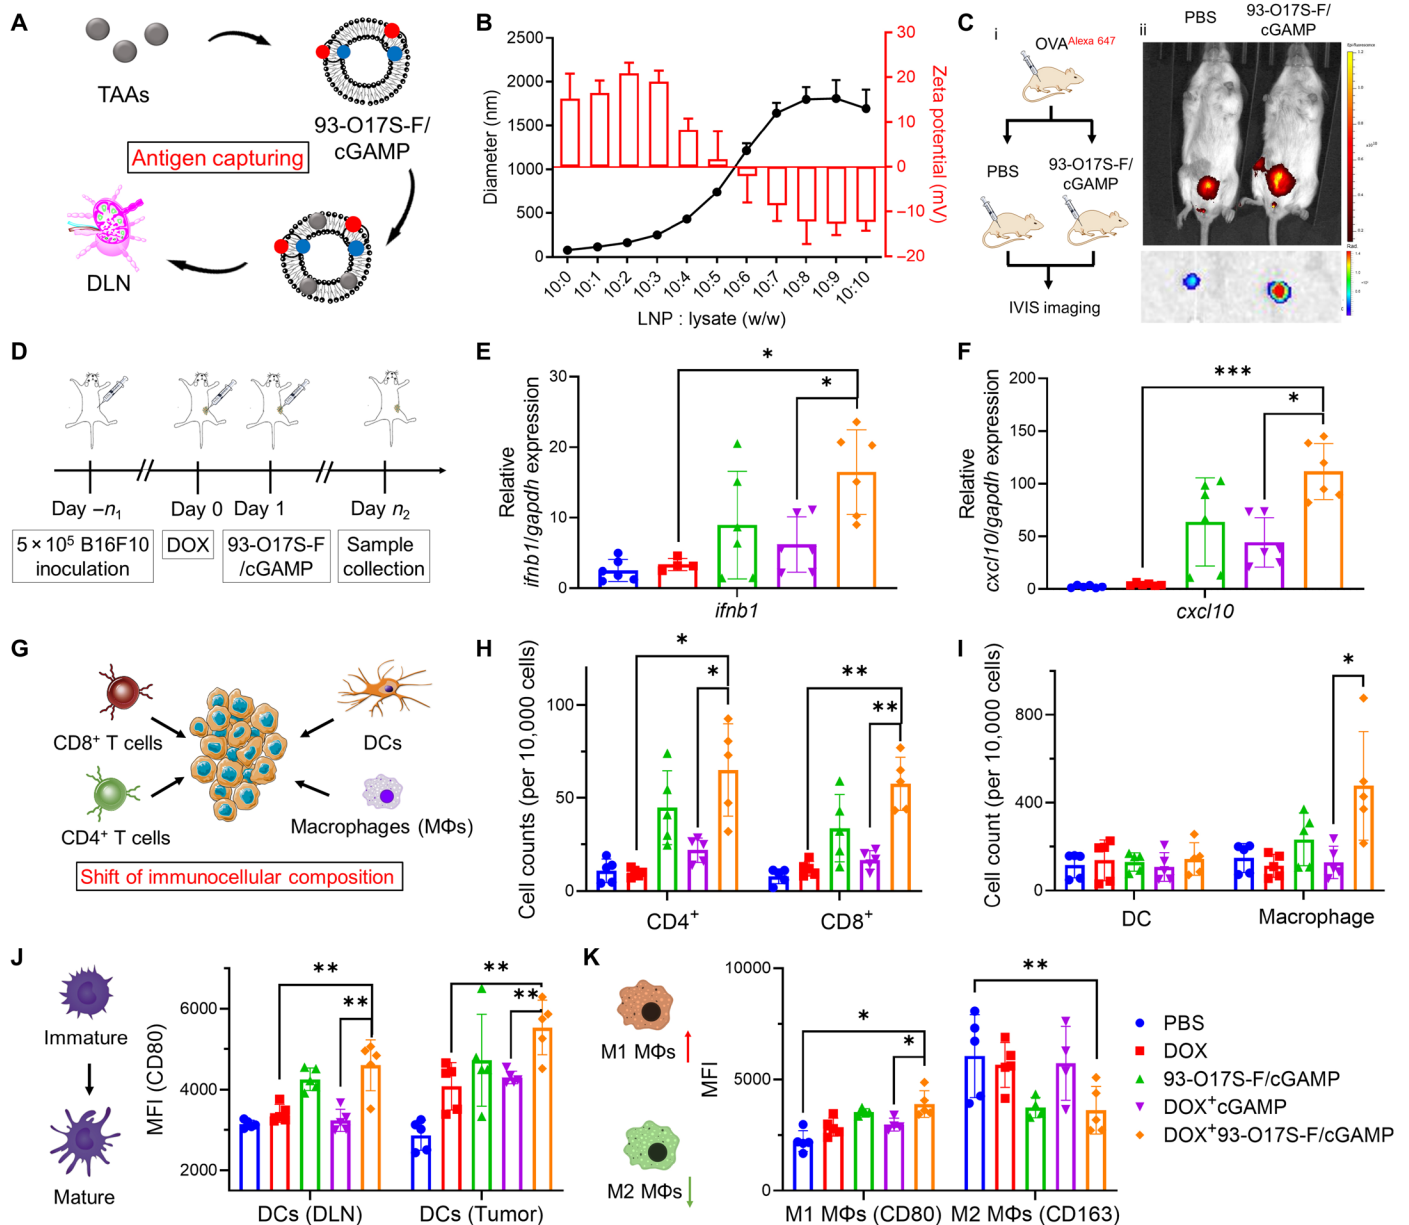 A
TAAs
93-O17S-F/
cGAMP
Antigen capturing
DLN
B
Diameter (nm)
2500
2000
1500
1000
500
0
Zeta potential (mV)
30
20
10
0
−10
−20
10:0
10:1
10:2
10:3
10:4
10:5
10:6
10:7
10:8
10:9
10:10
LNP : lysate (w/w)
C
i
OVA Alexa 647
PBS
93-O17S-F/
cGAMP
IVIS imaging
ii
PBS
93-O17S-F/
cGAMP
D
Day −n1
Day 0
Day 1
Day n2
5 × 10⁵ B16F10
inoculation
DOX
93-O17S-F
/cGAMP
Sample
collection
E
Relative
ifnb1/gapdh expression
30
20
10
0
*
*
ifnb1
F
Relative
cxcl10/gapdh expression
200
150
100
50
0
***
*
cxcl10
G
CD8⁺ T cells
CD4⁺ T cells
DCs
Macrophages (MΦs)
Shift of immunocellular composition
H
Cell counts (per 10,000 cells)
100
50
0
*
*
**
**
CD4⁺
CD8⁺
I
Cell count (per 10,000 cells)
800
400
0
*
DC
Macrophage
J
Immature
Mature
MFI (CD80)
6000
4000
2000
**
**
**
**
DCs (DLN)
DCs (Tumor)
K
M1 MΦs
M2 MΦs
MFI
10000
5000
0
*
*
**
M1 MΦs (CD80)
M2 MΦs (CD163)
PBS
DOX
93-O17S-F/cGAMP
DOX⁺cGAMP
DOX⁺93-O17S-F/cGAMP